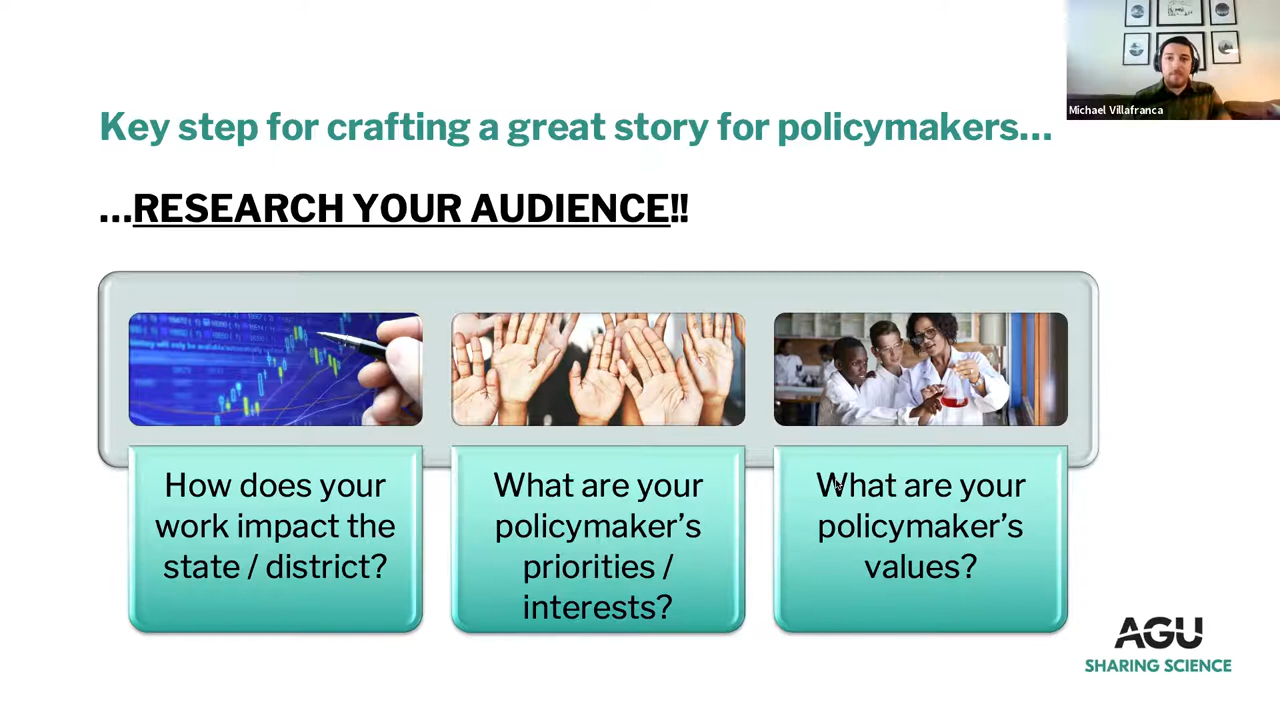 Michael Villafranca
Key step for crafting a great story for policymakers...
...RESEARCH YOUR AUDIENCE!!
How does your
work impact the
state / district?
What are your
policymaker’s
priorities /
interests?
What are your
policymaker’s
values?
AGU
SHARING SCIENCE